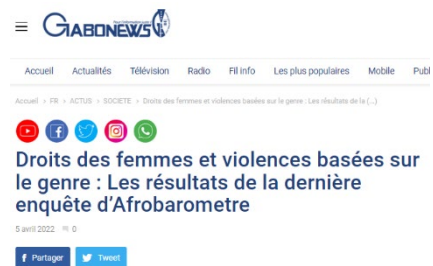 GABONEWS
Accueil Actualités Télévision Radio Fil info Les plus populaires Mobile Publ
Accueil > FR > ACTUS > SOCIETE > Droits des femmes et violences basées sur le genre : Les résultats de la (...)
Droits des femmes et violences basées sur
le genre : Les résultats de la dernière
enquête d'Afrobarometre
5 avril 2022 0
Partager Tweet